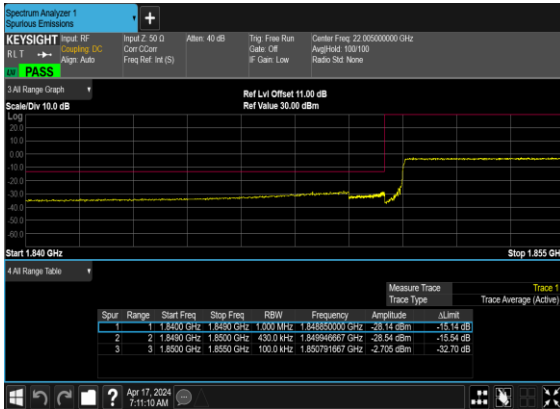 Spectrum Analyzer 1
Spurious Emissions
+
KEYSIGHT Input: RF Input Z: 50 Ω Atten: 40 dB Trig: Free Run Center Freq: 22.005000000 GHz
RLT Coupling: DC Corr CCorr Gate: Off Avg|Hold: 100/100
Align: Auto Freq Ref: Int (S) IF Gain: Low Radio Std: None
LW PASS
3 All Range Graph
Ref Lvl Offset 11.00 dB
Scale/Div 10.0 dB Ref Value 30.00 dBm
Log
20.0
10.0
0.00
-10.0
-20.0
-30.0
-40.0
-50.0
-60.0
Start 1.840 GHz Stop 1.855 GH
4 All Range Table
Measure Trace Trace 1
Trace Type Trace Average (Active)
Spur Range Start Freq Stop Freq RBW Frequency Amplitude ΔLimit
1 1 1.8400 GHz 1.8490 GHz 1.000 MHz 1.848850000 GHz -28.14 dBm -15.14 dB
2 2 1.8490 GHz 1.8500 GHz 430.0 kHz 1.849946667 GHz -28.54 dBm -15.54 dB
3 3 1.8500 GHz 1.8550 GHz 100.0 kHz 1.850791667 GHz -2.705 dBm -32.70 dB
?
Apr 17, 2024
7:11:10 AM